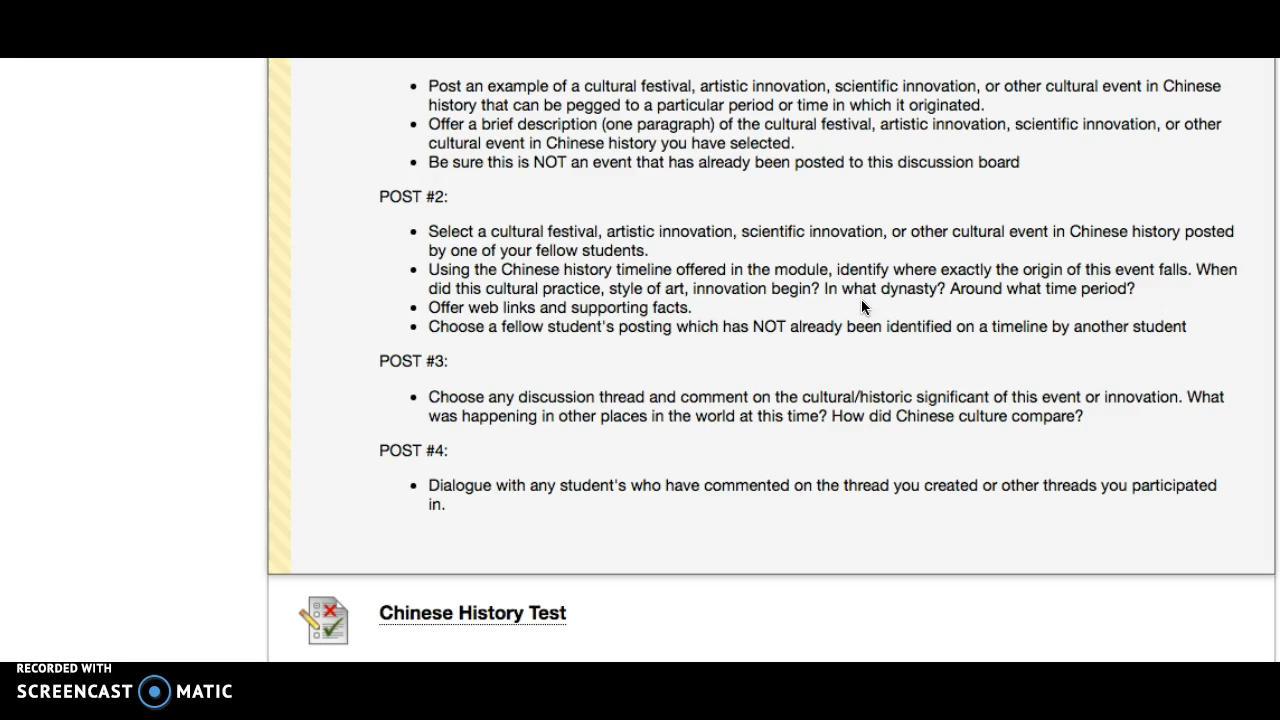 Post an example of a cultural festival, artistic innovation, scientific innovation, or other cultural event in Chinese
history that can be pegged to a particular period or time in which it originated.
Offer a brief description (one paragraph) of the cultural festival, artistic innovation, scientific innovation, or other
cultural event in Chinese history you have selected.
Be sure this is NOT an event that has already been posted to this discussion board
POST #2:
Select a cultural festival, artistic innovation, scientific innovation, or other cultural event in Chinese history posted
by one of your fellow students.
Using the Chinese history timeline offered in the module, identify where exactly the origin of this event falls. When
did this cultural practice, style of art, innovation begin? In what dynasty? Around what time period?
Offer web links and supporting facts.
Choose a fellow student's posting which has NOT already been identified on a timeline by another student
POST #3:
Choose any discussion thread and comment on the cultural/historic significant of this event or innovation. What
was happening in other places in the world at this time? How did Chinese culture compare?
POST #4:
Dialogue with any student's who have commented on the thread you created or other threads you participated
in.
Chinese History Test
RECORDED WITH
SCREENCAST MATIC